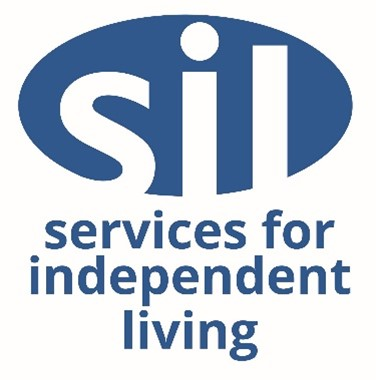 sil
services for
independent
living